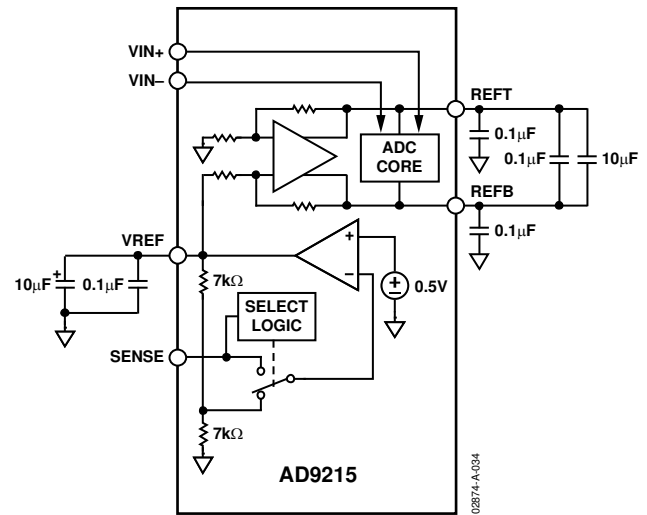 VIN+
VIN–
REFT
0.1µF
ADC
CORE
0.1µF
10µF
REFB
0.1µF
VREF
+
–
7kΩ
0.5V
10µF
+
0.1µF
SELECT
LOGIC
SENSE
7kΩ
AD9215
02874-A-034